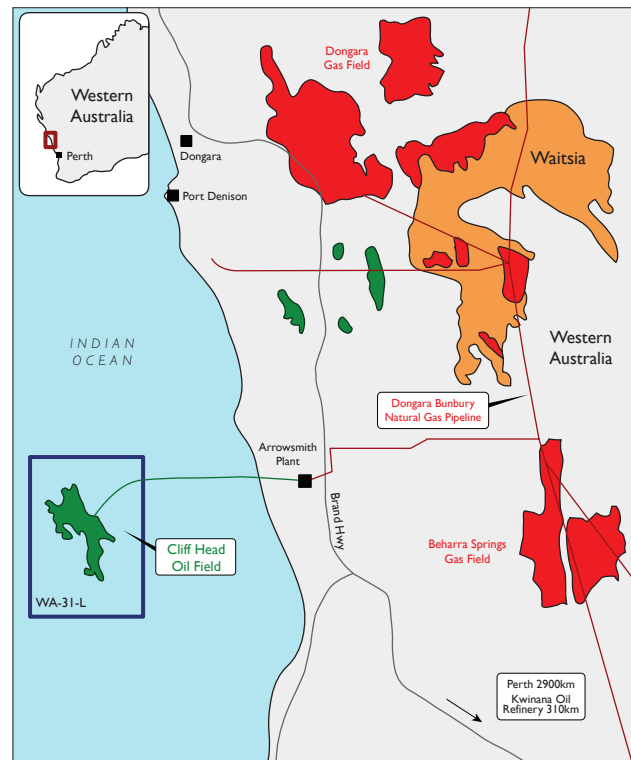 Western
Australia
Perth
Dongara
Gas Field
Dongara
Port Denison
Waitsia
INDIAN
OCEAN
Western
Australia
Dongara Bunbury
Natural Gas Pipeline
Arrowsmith
Plant
Brand Hwy
Cliff Head
Oil Field
Beharra Springs
Gas Field
WA-31-L
Perth 2900km
Kwinana Oil
Refinery 310km